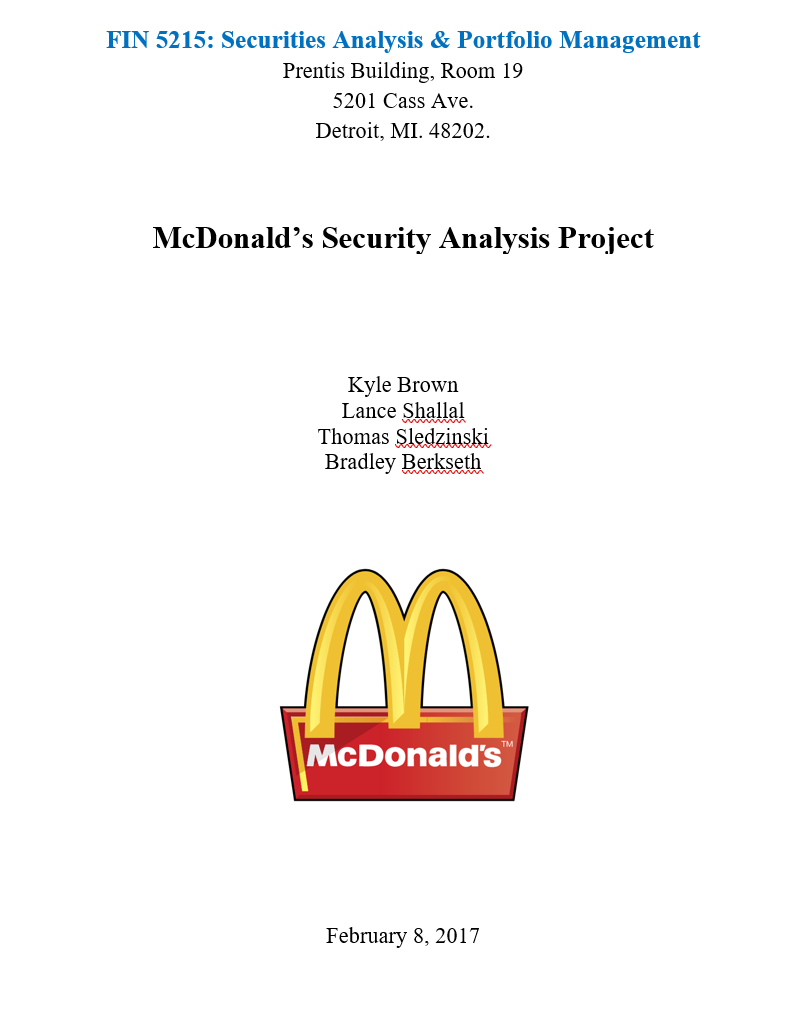 FIN 5215: Securities Analysis & Portfolio Management
Prentis Building, Room 19
5201 Cass Ave.
Detroit, MI. 48202.
McDonald’s Security Analysis Project
Kyle Brown
Lance Shallal
Thomas Sledzinski
Bradley Berkseth
McDonald's™
February 8, 2017